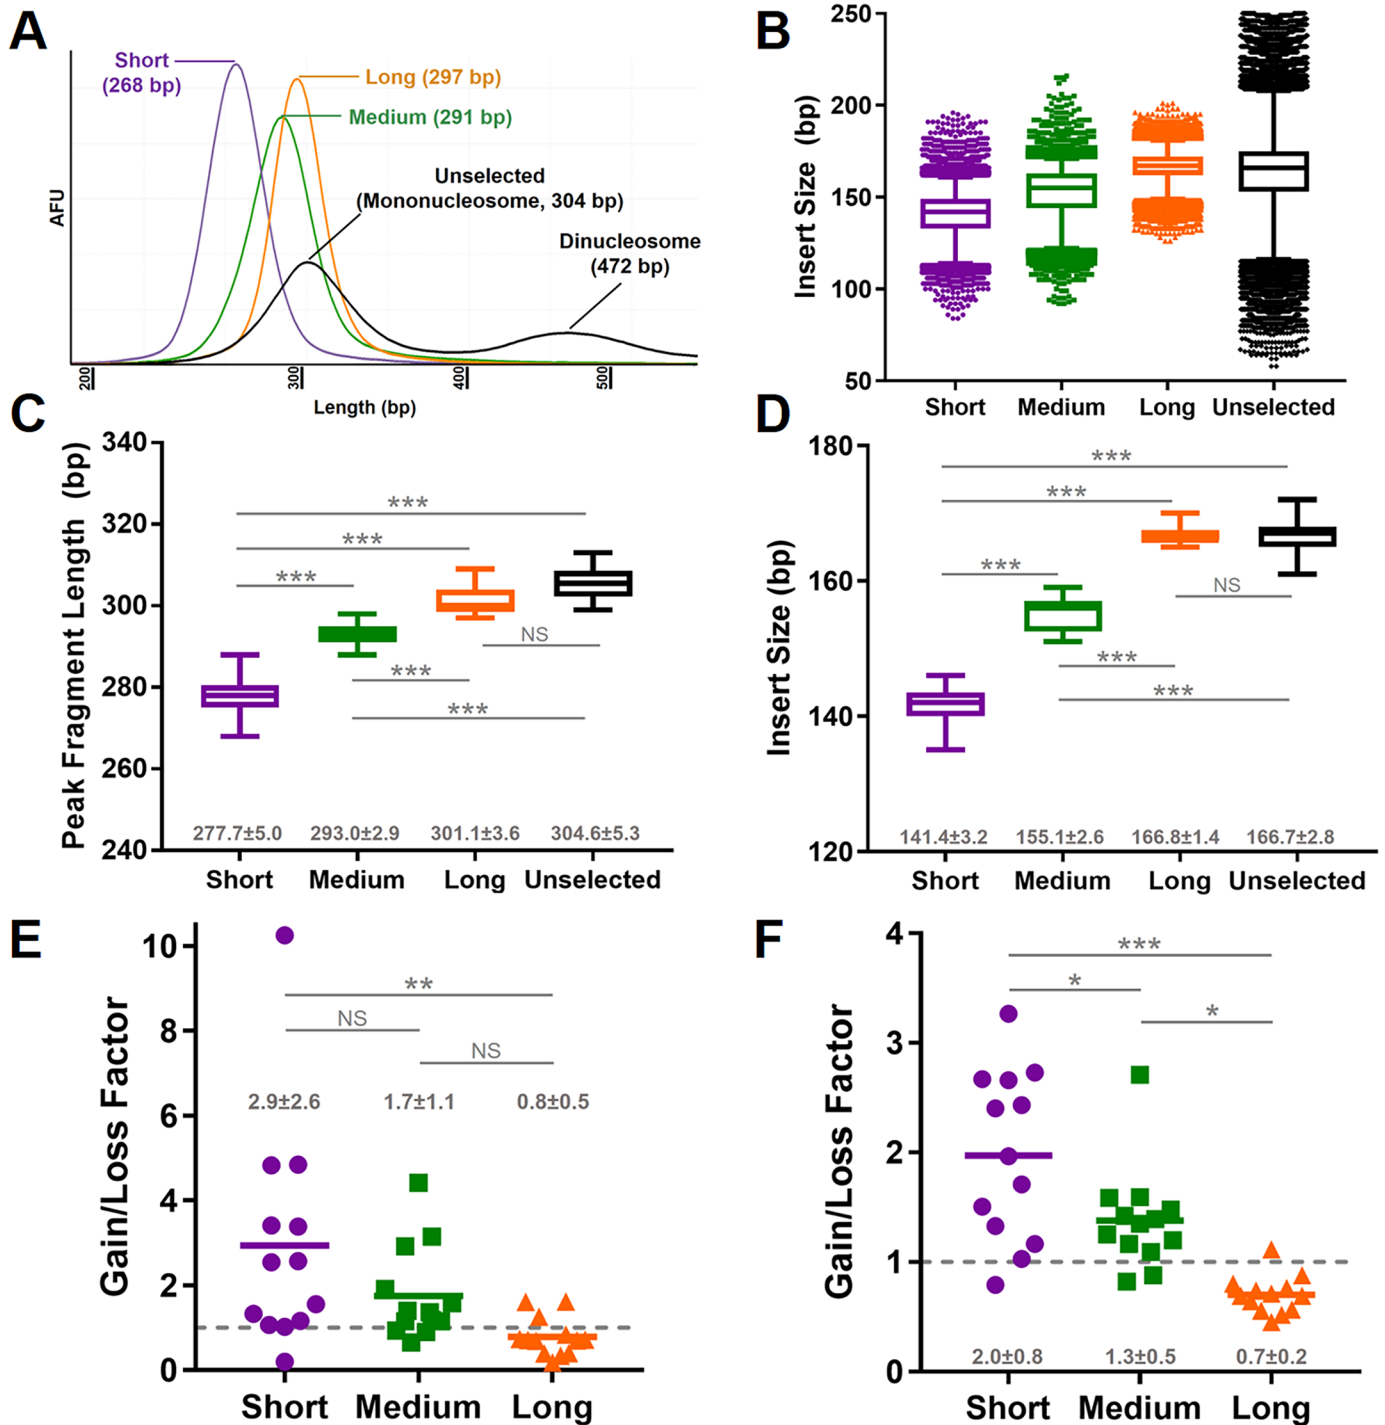 A
Short
(268 bp)
Long (297 bp)
Medium (291 bp)
Unselected
(Mononucleosome, 304 bp)
Dinucleosome
(472 bp)
AFU
200
300
400
500
Length (bp)
B
Insert Size (bp)
250
200
150
100
50
Short
Medium
Long
Unselected
C
Peak Fragment Length (bp)
340
320
300
280
260
240
***
***
***
NS
***
***
277.7±5.0
293.0±2.9
301.1±3.6
304.6±5.3
Short
Medium
Long
Unselected
D
Insert Size (bp)
180
160
140
120
***
***
***
NS
***
***
141.4±3.2
155.1±2.6
166.8±1.4
166.7±2.8
Short
Medium
Long
Unselected
E
Gain/Loss Factor
10
8
6
4
2
0
**
NS
NS
2.9±2.6
1.7±1.1
0.8±0.5
Short
Medium
Long
F
Gain/Loss Factor
4
3
2
1
0
***
*
*
2.0±0.8
1.3±0.5
0.7±0.2
Short
Medium
Long